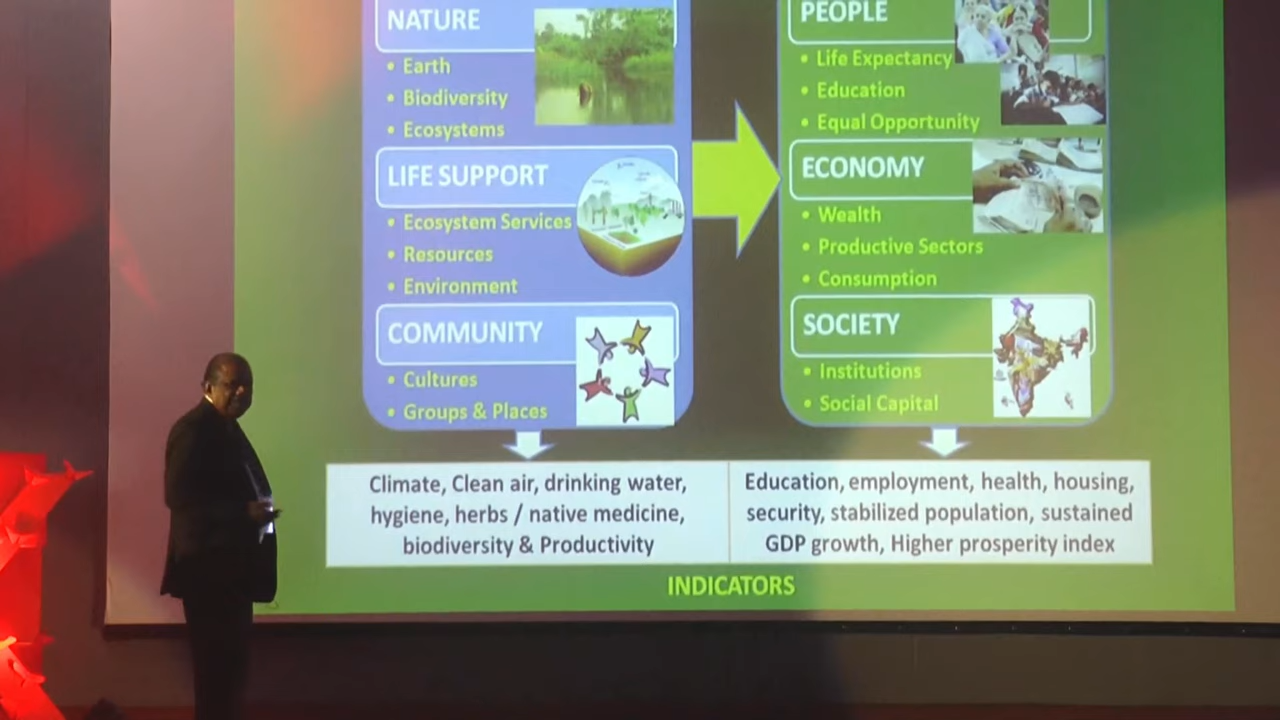 NATURE
• Earth
• Biodiversity
• Ecosystems
LIFE SUPPORT
• Ecosystem Services
• Resources
• Environment
COMMUNITY
• Cultures
• Groups & Places
PEOPLE
• Life Expectancy
• Education
• Equal Opportunity
ECONOMY
• Wealth
• Productive Sectors
• Consumption
SOCIETY
• Institutions
• Social Capital
Climate, Clean air, drinking water,
hygiene, herbs / native medicine,
biodiversity & Productivity
Education, employment, health, housing,
security, stabilized population, sustained
GDP growth, Higher prosperity index
INDICATORS